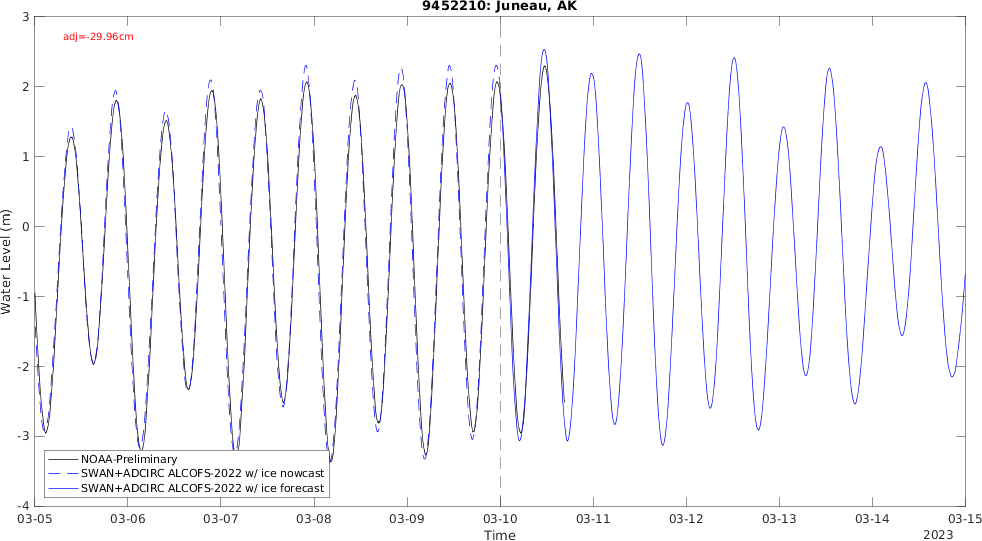 9452210: Juneau, AK
adj=-29.96cm
3
2
1
0
-1
-2
-3
-4
Water Level (m)
NOAA-Preliminary
SWAN+ADCIRC ALCOFS-2022 w/ ice nowcast
SWAN+ADCIRC ALCOFS-2022 w/ ice forecast
03-05 03-06 03-07 03-08 03-09 03-10 03-11 03-12 03-13 03-14 03-15
Time
2023